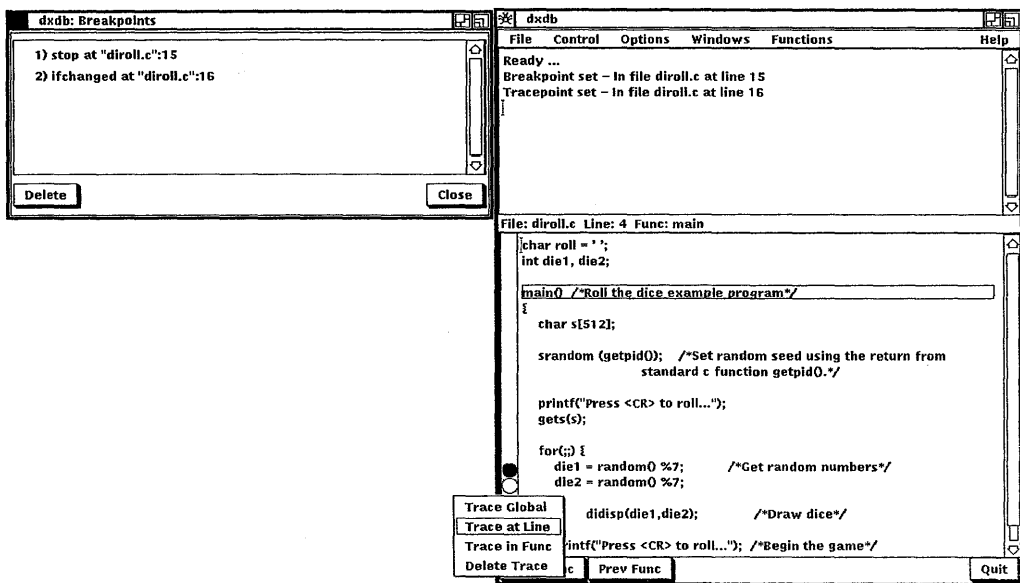 dxdb: Breakpoints
1) stop at "diroll.c":15
2) ifchanged at "diroll.c":16
Delete
Close
dxdb
File Control Options Windows Functions Help
Ready ...
Breakpoint set – In file diroll.c at line 15
Tracepoint set – In file diroll.c at line 16
File: diroll.c Line: 4 Func: main
char roll = ' ';
int die1, die2;
main() /*Roll the dice example program*/
{
char s[512];
srandom (getpid()); /*Set random seed using the return from
standard c function getpid().*/
printf("Press <CR> to roll...");
gets(s);
for(;;) {
die1 = random() %7; /*Get random numbers*/
die2 = random() %7;
didisp(die1,die2); /*Draw dice*/
rintf("Press <CR> to roll..."); /*Begin the game*/
Trace Global
Trace at Line
Trace in Func
Delete Trace
nc
Prev Func
Quit